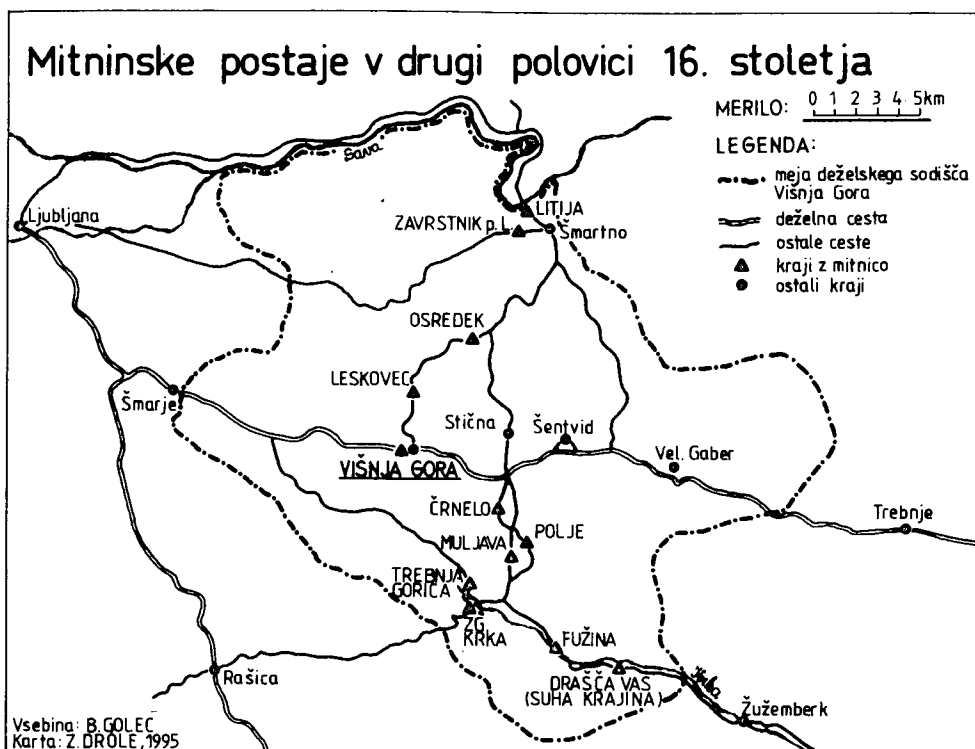 Mitninske postaje v drugi polovici 16. stoletja
MERILO: 0 1 2 3 4 5km
LEGENDA:
meja deželskega sodišča
Višnja Gora
deželna cesta
ostale ceste
kraji z mitnico
ostali kraji
Sava
Ljubljana
LITIJA
ZAVRSTNIK p.L.
Šmartno
OSREDEK
LESKOVEC
Šmarje
Stična
Šentvid
VIŠNJA GORA
Vel. Gaber
ČRNELO
Trebnje
POLJE
MULJAVA
TREBNJA
GORICA
ZG.
KRKA
FUŽINA
DRAŠČA VAS
(SUHA KRAJINA)
Krka
Rašica
Žužemberk
Vsebina: B.GOLEC
Karta: Z.DROLE,1995